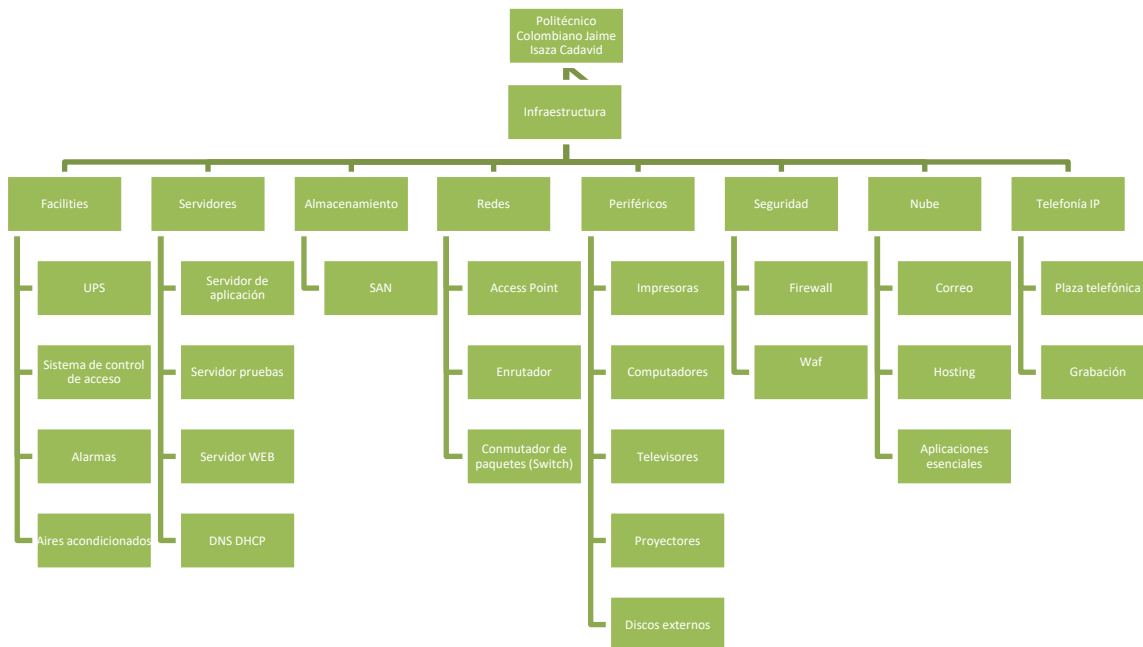 Politécnico
Colombiano Jaime
Isaza Cadavid
Infraestructura
Facilities
Servidores
Almacenamiento
Redes
Periféricos
Seguridad
Nube
Telefonía IP
UPS
Servidor de
aplicación
SAN
Access Point
Impresoras
Firewall
Correo
Plaza telefónica
Sistema de control
de acceso
Servidor pruebas
Enrutador
Computadores
Waf
Hosting
Grabación
Alarmas
Servidor WEB
Conmutador de
paquetes (Switch)
Televisores
Aplicaciones
esenciales
Aires acondicionados
DNS DHCP
Proyectores
Discos externos